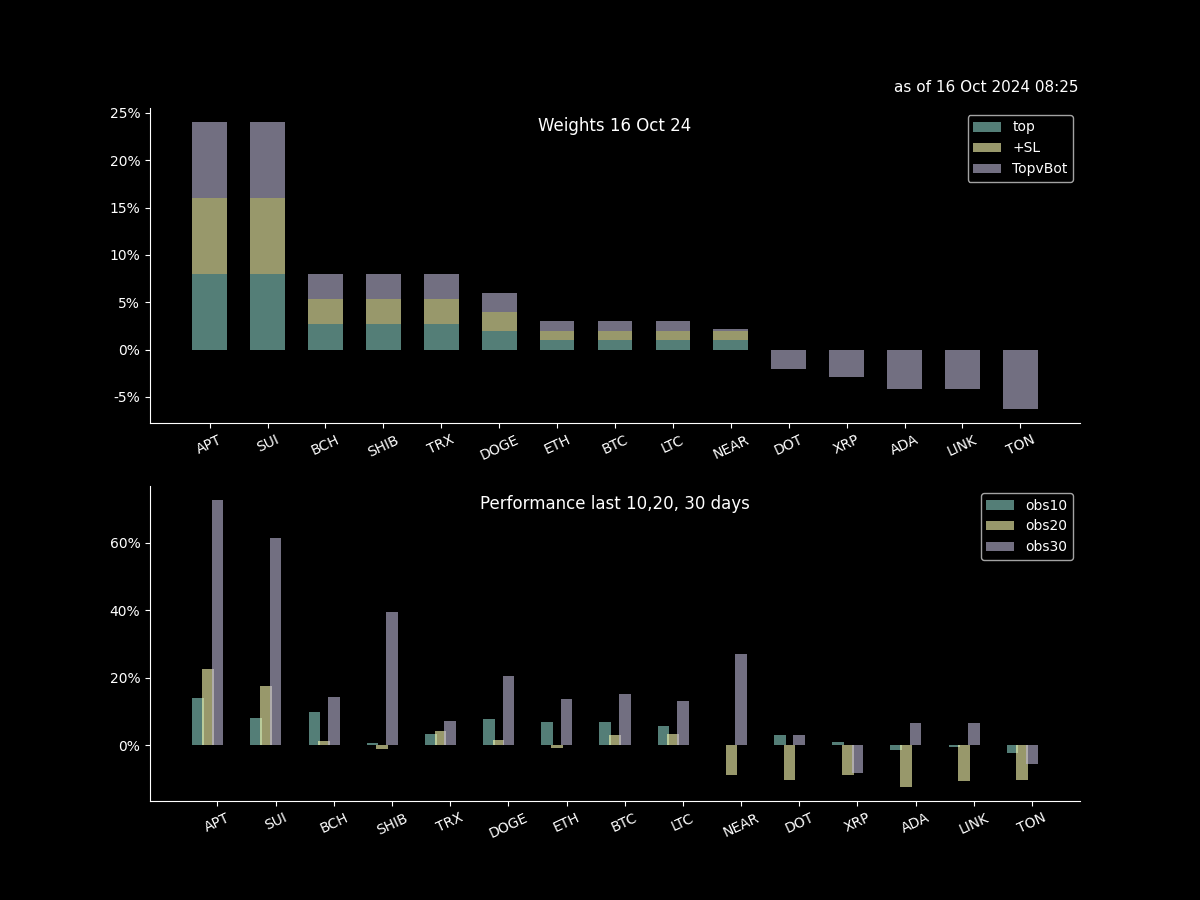 as of 16 Oct 2024 08:25
Weights 16 Oct 24
top
+SL
TopvBot
25%
20%
15%
10%
5%
0%
-5%
APT SUI BCH SHIB TRX DOGE ETH BTC LTC NEAR DOT XRP ADA LINK TON
Performance last 10,20, 30 days
obs10
obs20
obs30
60%
40%
20%
0%
APT SUI BCH SHIB TRX DOGE ETH BTC LTC NEAR DOT XRP ADA LINK TON